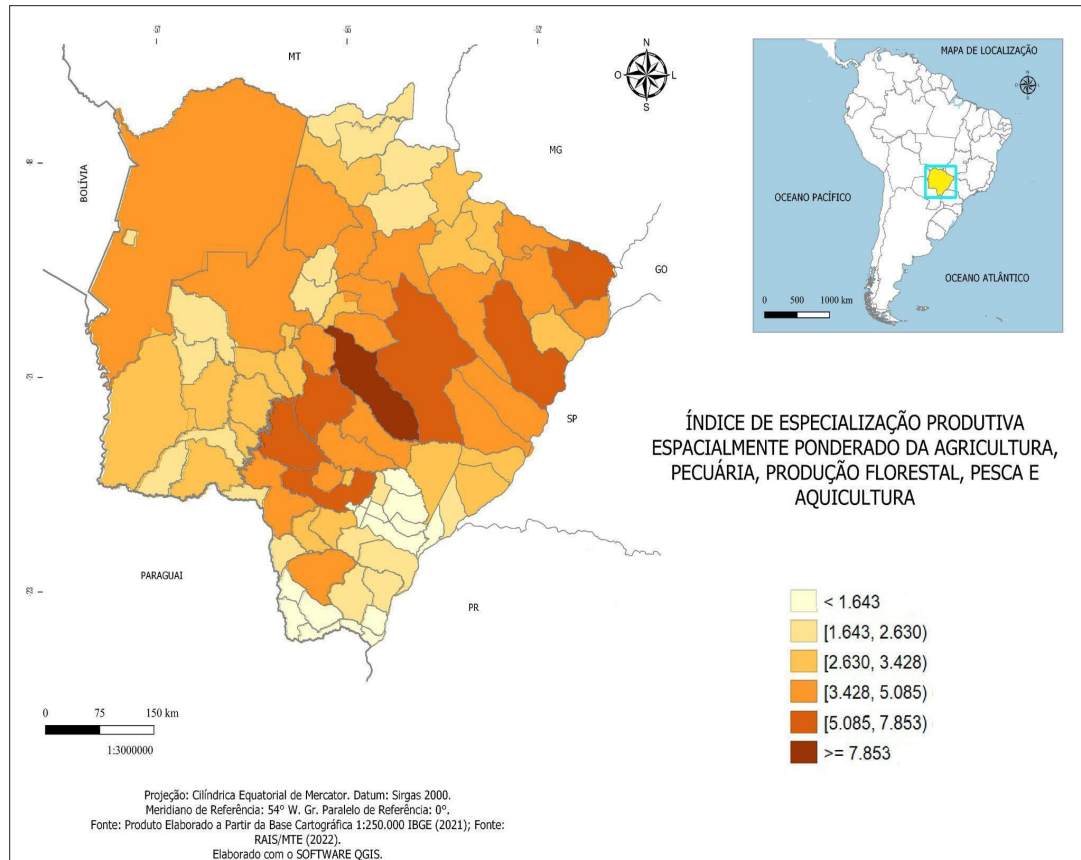 -57
-55
-52
MT
N
O
L
S
MG
-18
BOLÍVIA
GO
-21
SP
PARAGUAI
-23
PR
0 75 150 km
1:3000000
Projeção: Cilíndrica Equatorial de Mercator. Datum: Sirgas 2000.
Meridiano de Referência: 54° W. Gr. Paralelo de Referência: 0°.
Fonte: Produto Elaborado a Partir da Base Cartográfica 1:250.000 IBGE (2021); Fonte:
RAIS/MTE (2022).
Elaborado com o SOFTWARE QGIS.
MAPA DE LOCALIZAÇÃO
OCEANO PACÍFICO
OCEANO ATLÂNTICO
0 500 1000 km
ÍNDICE DE ESPECIALIZAÇÃO PRODUTIVA
ESPACIALMENTE PONDERADO DA AGRICULTURA,
PECUÁRIA, PRODUÇÃO FLORESTAL, PESCA E
AQUICULTURA
< 1.643
[1.643, 2.630)
[2.630, 3.428)
[3.428, 5.085)
[5.085, 7.853)
>= 7.853